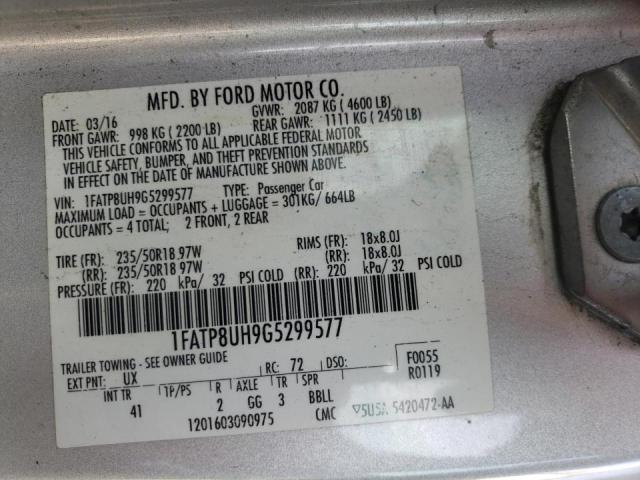 MFD. BY FORD MOTOR CO.
DATE: 03/16 GVWR: 2087 KG ( 4600 LB)
FRONT GAWR: 998 KG ( 2200 LB) REAR GAWR: 1111 KG ( 2450 LB)
THIS VEHICLE CONFORMS TO ALL APPLICABLE FEDERAL MOTOR
VEHICLE SAFETY, BUMPER, AND THEFT PREVENTION STANDARDS
IN EFFECT ON THE DATE OF MANUFACTURE SHOWN ABOVE.
VIN: 1FATP8UH9G5299577 TYPE: Passenger Car
MAXIMUM LOAD = OCCUPANTS + LUGGAGE = 301KG/ 664LB
OCCUPANTS = 4 TOTAL; 2 FRONT, 2 REAR
TIRE (FR): 235/50R18 97W RIMS (FR): 18x8.0J
(RR): 235/50R18 97W (RR): 18x8.0J
PRESSURE (FR): 220 kPa/ 32 PSI COLD (RR): 220 kPa/ 32 PSI COLD
1FATP8UH9G5299577
TRAILER TOWING - SEE OWNER GUIDE
EXT PNT: UX RC: 72 DSO: F0055
INT TR TP/PS R AXLE TR SPR R0119
41 2 GG 3 BBLL
1201603090975 CMC 5USA 5420472-AA